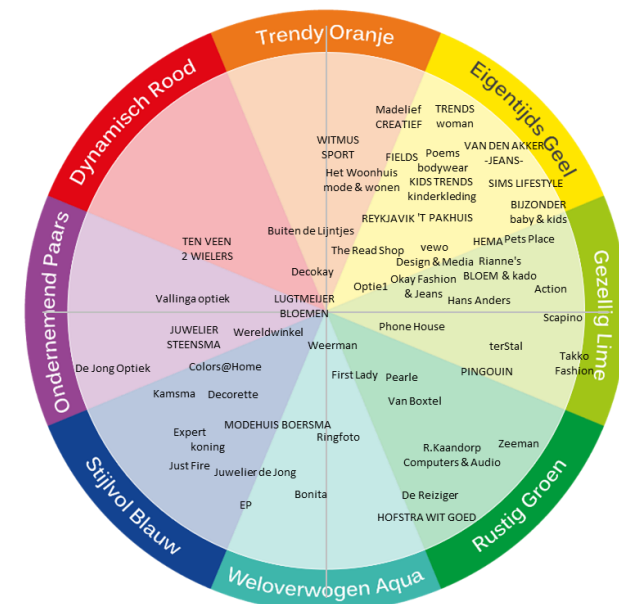 Trendy Oranje
Eigentijds Geel
Gezellig Lime
Rustig Groen
Weloverwogen Aqua
Stijlvol Blauw
Ondernemend Paars
Dynamisch Rood
Madelief
CREATIEF
TRENDS
woman
WITMUS
SPORT
FIELDS
Poems
bodywear
VAN DEN AKKER
-JEANS-
Het Woonhuis
mode & wonen
KIDS TRENDS
kinderkleding
SIMS LIFESTYLE
REYKJAVIK 'T PAKHUIS
BIJZONDER
baby & kids
Buiten de Lijntjes
TEN VEEN
2 WIELERS
The Read Shop
vewo
Design & Media
HEMA
Pets Place
Rianne's
BLOEM & kado
Decokay
Optie1
Okay Fashion
& Jeans
Action
Vallinga optiek
LUGTMEIJER
BLOEMEN
Hans Anders
Scapino
JUWELIER
STEENSMA
Wereldwinkel
Phone House
Weerman
terStal
Takko
Fashion
De Jong Optiek
Colors@Home
First Lady
Pearle
PINGOUIN
Kamsma
Decorette
Van Boxtel
MODEHUIS BOERSMA
Ringfoto
Expert
koning
R.Kaandorp
Computers & Audio
Zeeman
Just Fire
Juwelier de Jong
Bonita
De Reiziger
EP
HOFSTRA WIT GOED